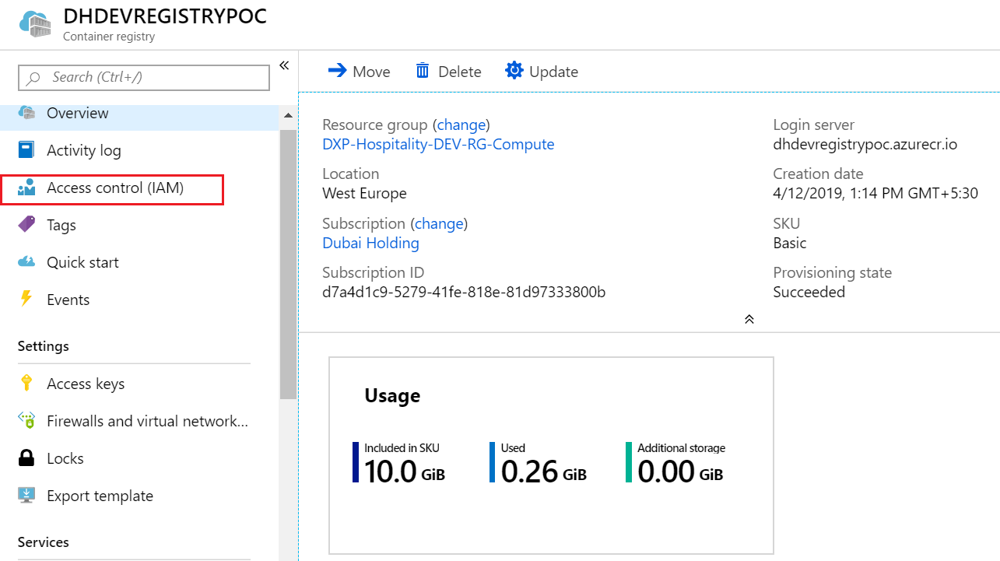 DHDEVREGISTRYPOC
Container registry
Search (Ctrl+/)
Overview
Activity log
Access control (IAM)
Tags
Quick start
Events
Settings
Access keys
Firewalls and virtual network...
Locks
Export template
Services
Move Delete Update
Resource group (change)
DXP-Hospitality-DEV-RG-Compute
Location
West Europe
Subscription (change)
Dubai Holding
Subscription ID
d7a4d1c9-5279-41fe-818e-81d97333800b
Login server
dhdevregistrypoc.azurecr.io
Creation date
4/12/2019, 1:14 PM GMT+5:30
SKU
Basic
Provisioning state
Succeeded
Usage
Included in SKU
10.0 GiB
Used
0.26 GiB
Additional storage
0.00 GiB